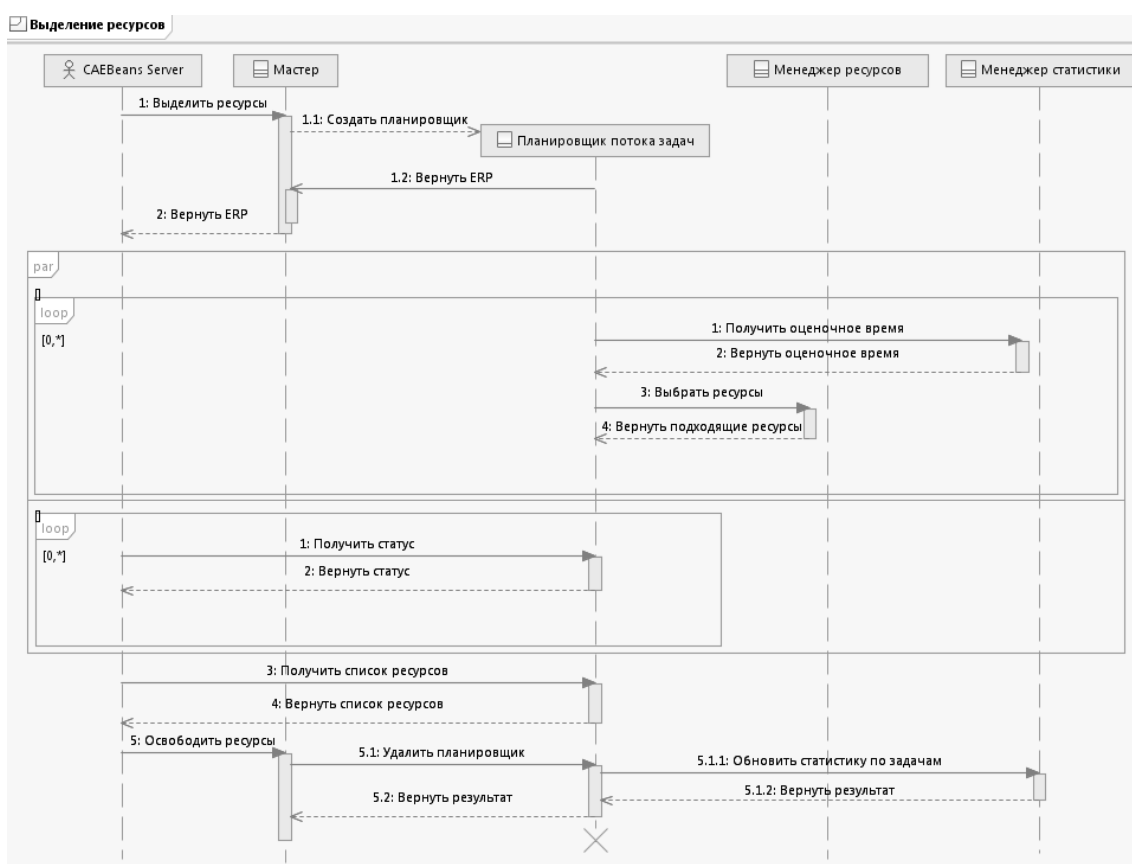 Выделение ресурсов
CAEBeans Server
Мастер
Менеджер ресурсов
Менеджер статистики
1: Выделить ресурсы
1.1: Создать планировщик
Планировщик потока задач
1.2: Вернуть ERP
2: Вернуть ERP
par
[]
loop
[0,*]
1: Получить оценочное время
2: Вернуть оценочное время
3: Выбрать ресурсы
4: Вернуть подходящие ресурсы
[]
loop
[0,*]
1: Получить статус
2: Вернуть статус
3: Получить список ресурсов
4: Вернуть список ресурсов
5: Освободить ресурсы
5.1: Удалить планировщик
5.1.1: Обновить статистику по задачам
5.1.2: Вернуть результат
5.2: Вернуть результат